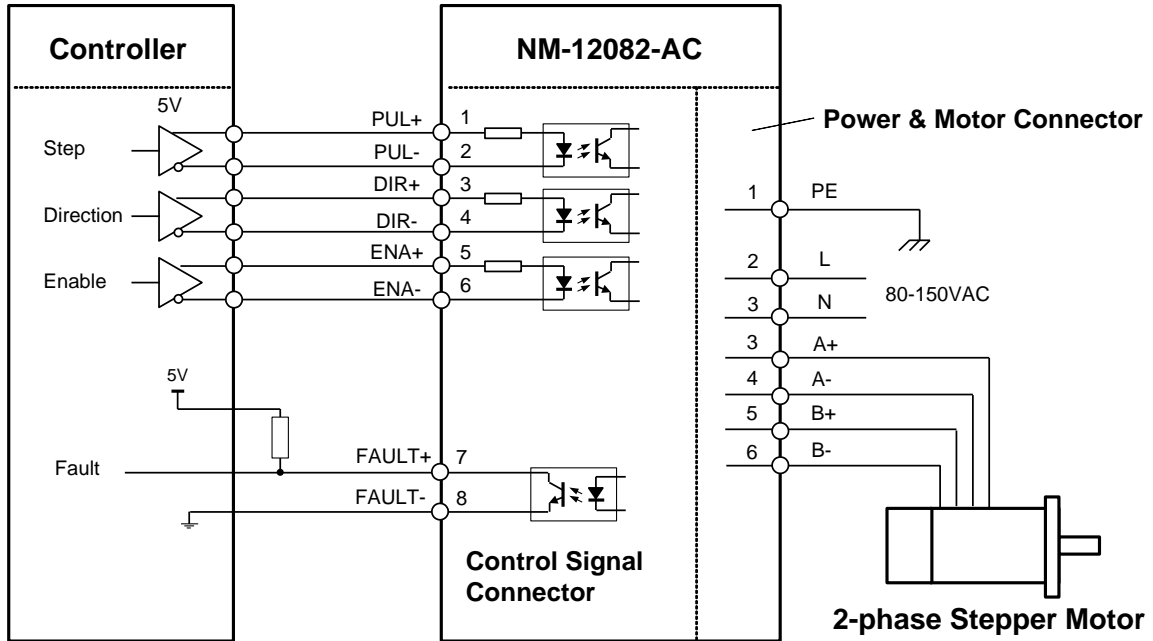 Controller
NM-12082-AC
5V
Step
PUL+ 1
PUL- 2
Direction
DIR+ 3
DIR- 4
Enable
ENA+ 5
ENA- 6
5V
Fault
FAULT+ 7
FAULT- 8
Control Signal
Connector
Power & Motor Connector
1 PE
2 L
80-150VAC
3 N
3 A+
4 A-
5 B+
6 B-
2-phase Stepper Motor